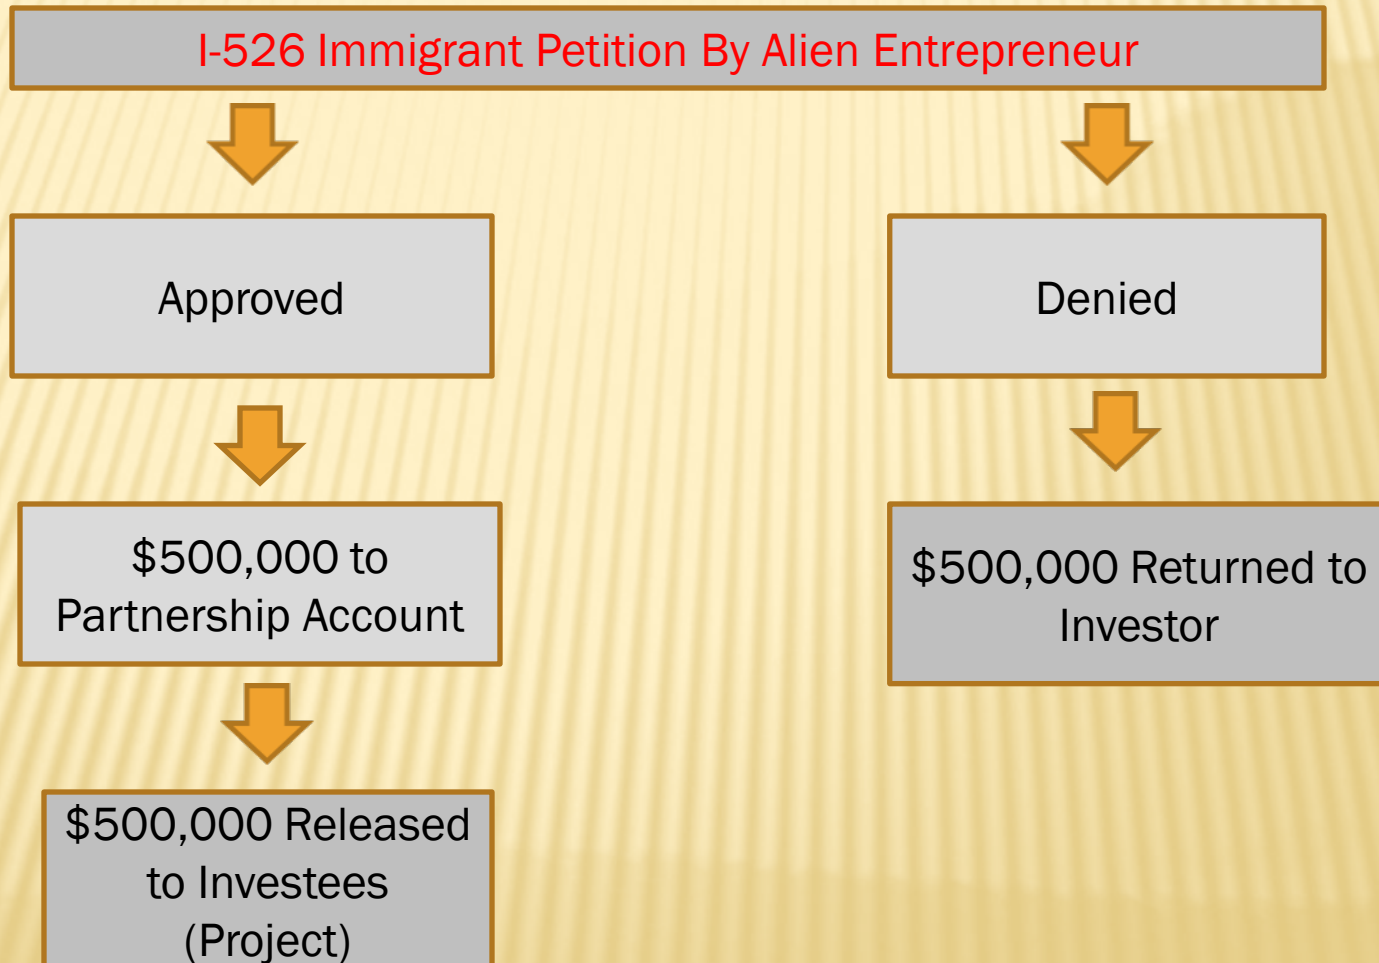 I-526 Immigrant Petition By Alien Entrepreneur
Approved
Denied
$500,000 to
Partnership Account
$500,000 Returned to
Investor
$500,000 Released
to Investees
(Project)